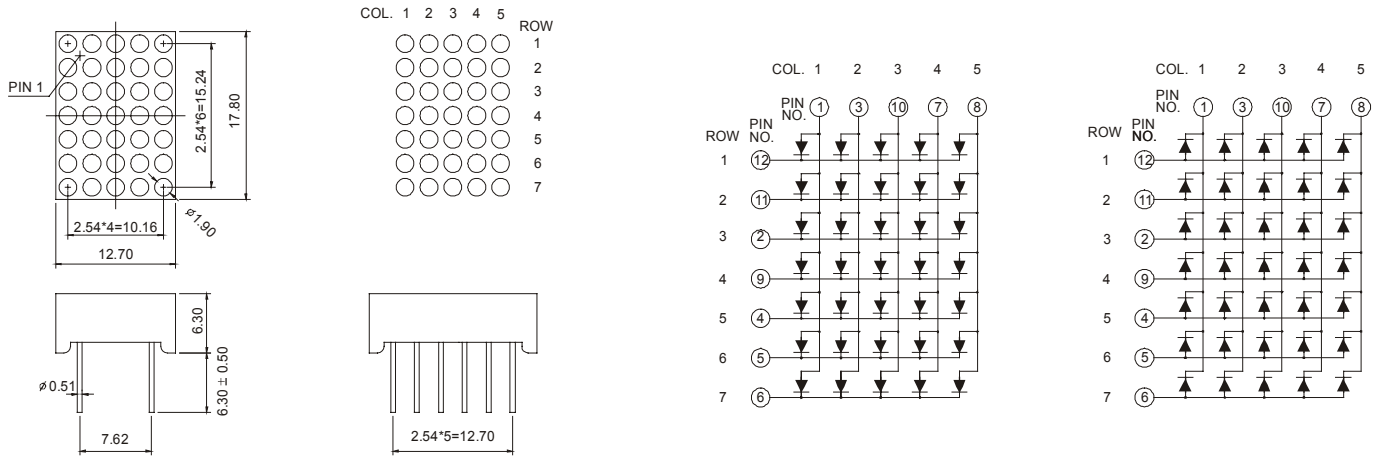 COL. 1 2 3 4 5
ROW
1
2
3
4
5
6
7
PIN 1
2.54*6=15.24
17.80
2.54*4=10.16
ø1.90
12.70
6.30
6.30 ± 0.50
ø0.51
7.62
2.54*5=12.70
COL. 1 2 3 4 5
PIN NO. 1 3 10 7 8
ROW PIN NO.
1 12
2 11
3 2
4 9
5 4
6 5
7 6
COL. 1 2 3 4 5
PIN NO. 1 3 10 7 8
ROW PIN NO.
1 12
2 11
3 2
4 9
5 4
6 5
7 6